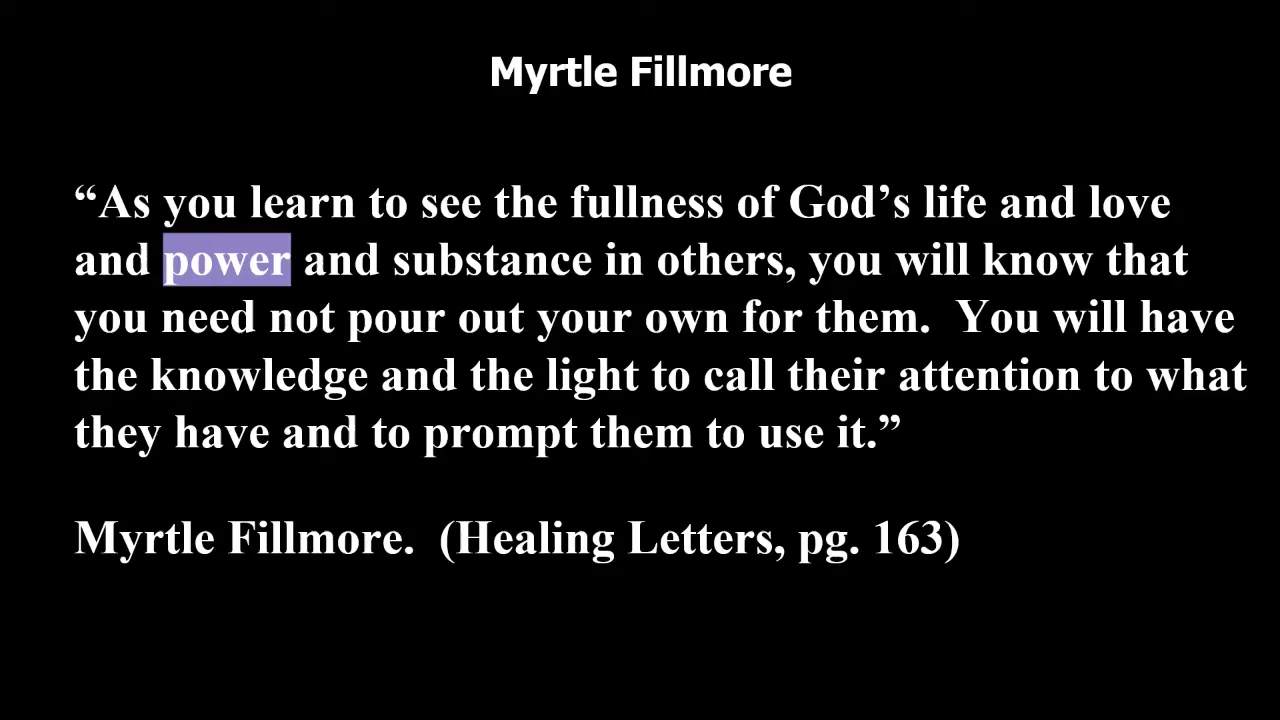 Myrtle Fillmore
“As you learn to see the fullness of God’s life and love
and power and substance in others, you will know that
you need not pour out your own for them.  You will have
the knowledge and the light to call their attention to what
they have and to prompt them to use it.”
Myrtle Fillmore.  (Healing Letters, pg. 163)